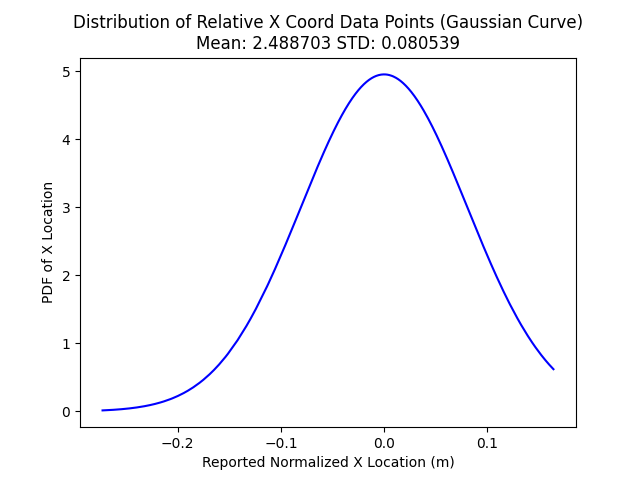 Distribution of Relative X Coord Data Points (Gaussian Curve)
Mean: 2.488703 STD: 0.080539
5
4
3
2
1
0
PDF of X Location
−0.2
−0.1
0.0
0.1
Reported Normalized X Location (m)